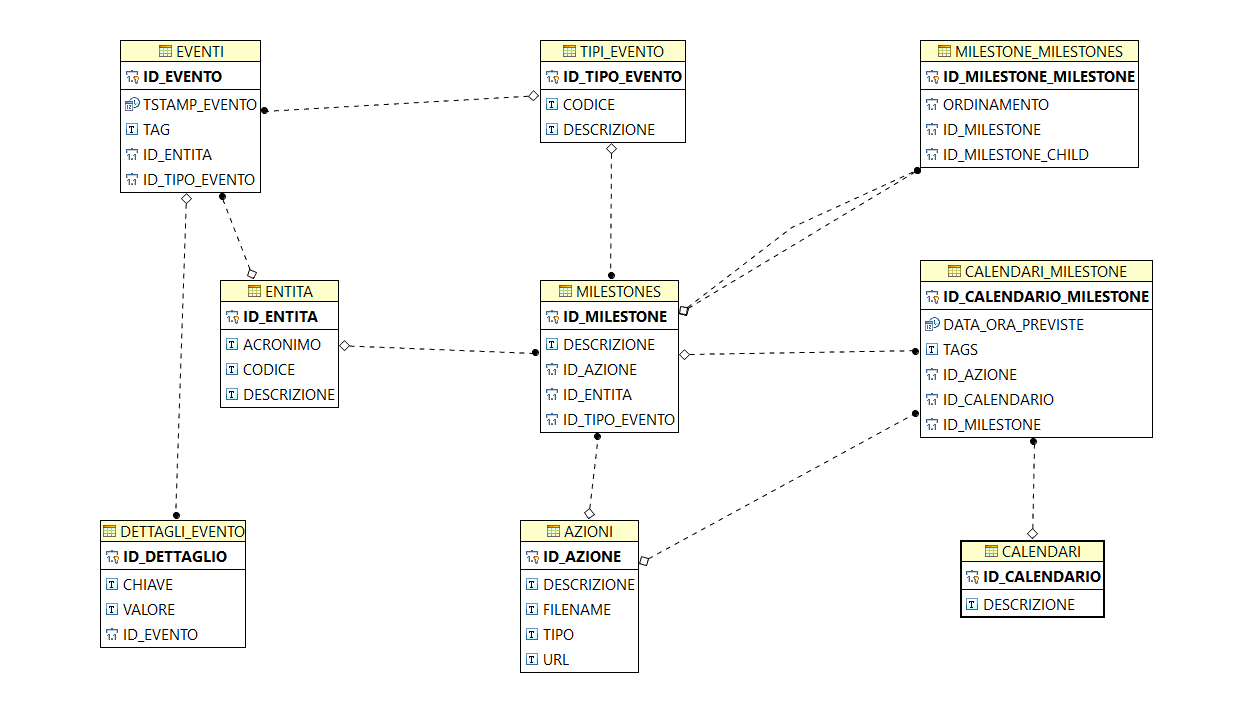 EVENTI
ID_EVENTO
TSTAMP_EVENTO
TAG
ID_ENTITA
ID_TIPO_EVENTO
TIPI_EVENTO
ID_TIPO_EVENTO
CODICE
DESCRIZIONE
MILESTONE_MILESTONES
ID_MILESTONE_MILESTONE
ORDINAMENTO
ID_MILESTONE
ID_MILESTONE_CHILD
ENTITA
ID_ENTITA
ACRONIMO
CODICE
DESCRIZIONE
MILESTONES
ID_MILESTONE
DESCRIZIONE
ID_AZIONE
ID_ENTITA
ID_TIPO_EVENTO
CALENDARI_MILESTONE
ID_CALENDARIO_MILESTONE
DATA_ORA_PREVISTE
TAGS
ID_AZIONE
ID_CALENDARIO
ID_MILESTONE
DETTAGLI_EVENTO
ID_DETTAGLIO
CHIAVE
VALORE
ID_EVENTO
AZIONI
ID_AZIONE
DESCRIZIONE
FILENAME
TIPO
URL
CALENDARI
ID_CALENDARIO
DESCRIZIONE